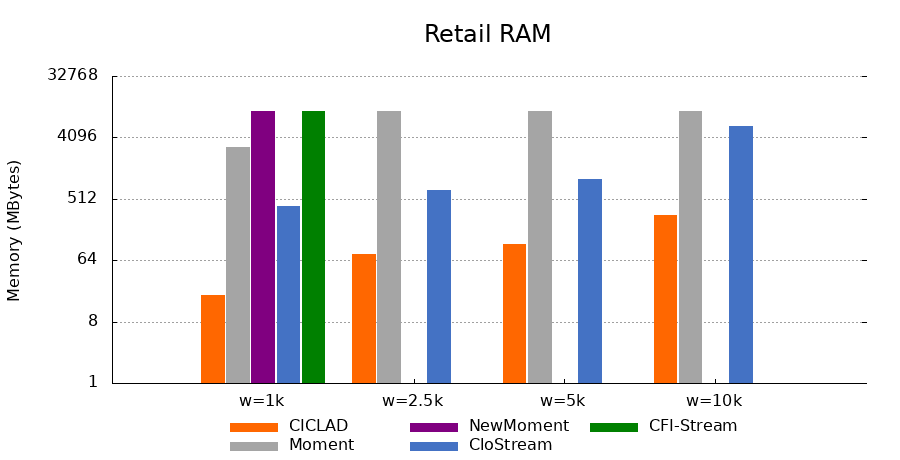 Retail RAM
32768
4096
512
64
8
1
Memory (MBytes)
w=1k w=2.5k w=5k w=10k
CICLAD NewMoment CFI-Stream
Moment CloStream